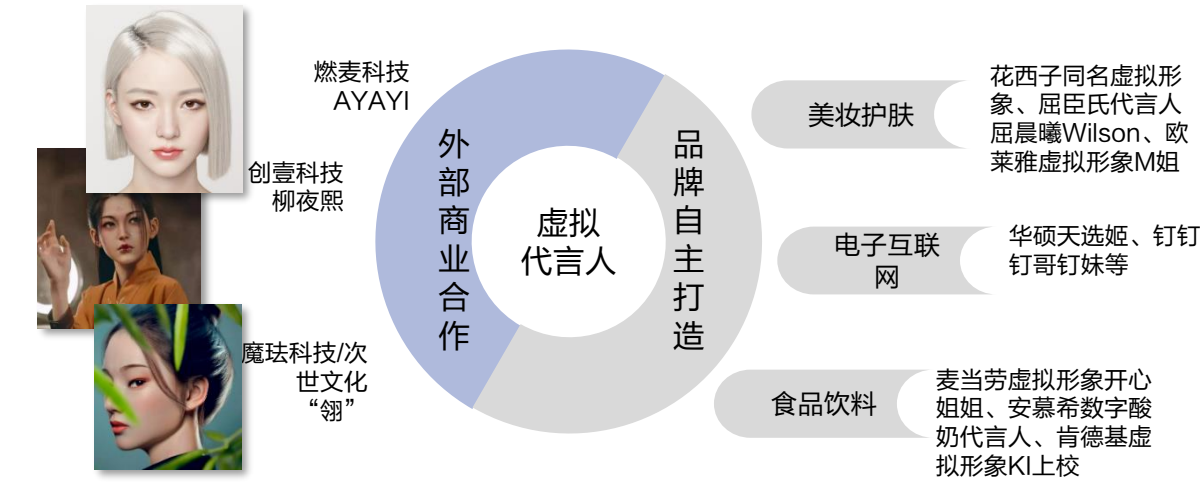 燃麦科技
AYAYI
创壹科技
柳夜熙
魔珐科技/次
世文化
“翎”
外部商业合作
虚拟
代言人
品牌自主打造
美妆护肤
花西子同名虚拟形
象、屈臣氏代言人
屈晨曦Wilson、欧
莱雅虚拟形象M姐
电子互联
网
华硕天选姬、钉钉
钉哥钉妹等
食品饮料
麦当劳虚拟形象开心
姐姐、安慕希数字酸
奶代言人、肯德基虚
拟形象KI上校